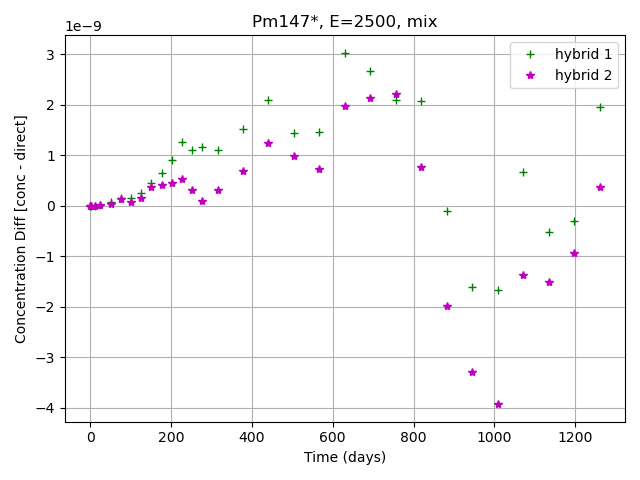 Pm147*, E=2500, mix
1e−9
hybrid 1
hybrid 2
3
2
1
0
−1
−2
−3
−4
Concentration Diff [conc - direct]
0 200 400 600 800 1000 1200
Time (days)